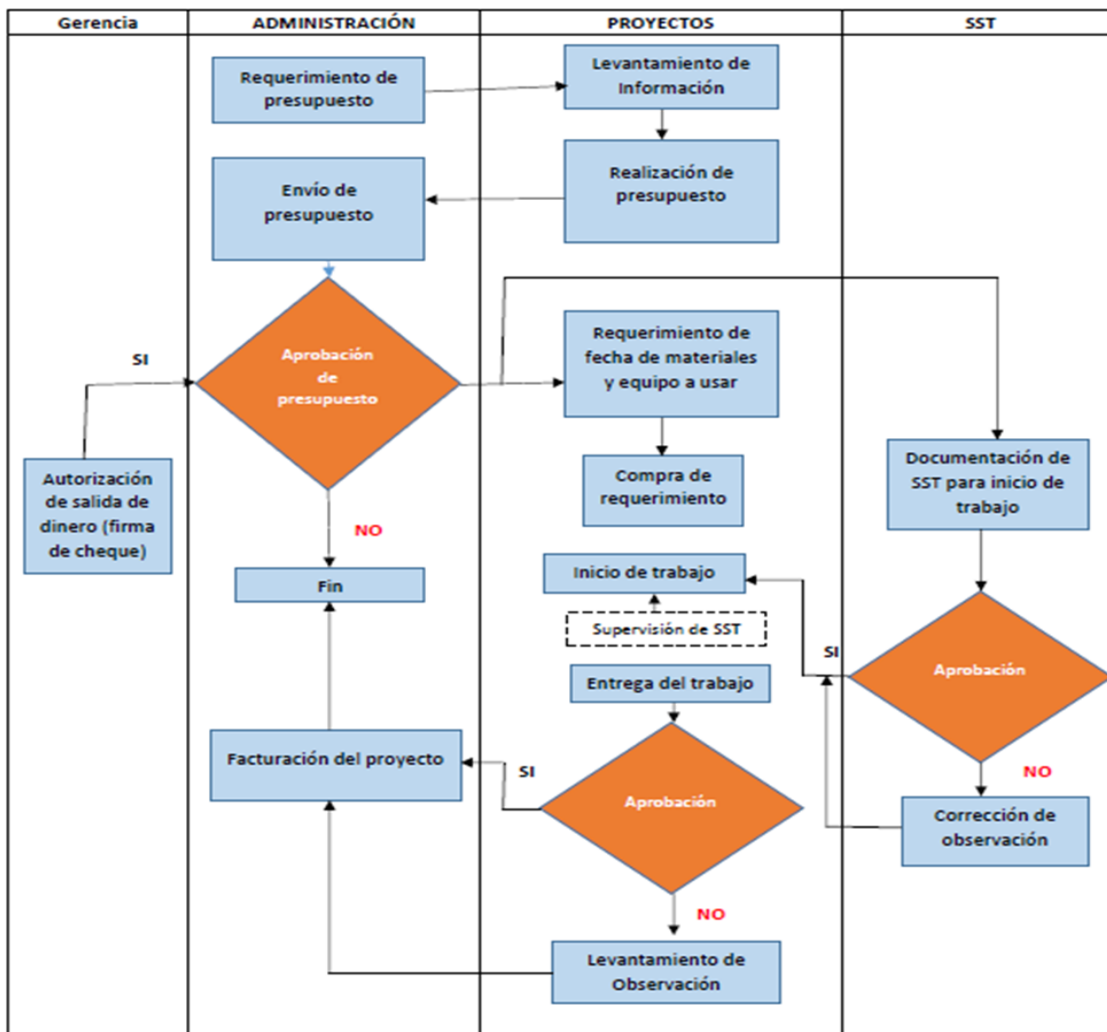 Gerencia
ADMINISTRACIÓN
PROYECTOS
SST
Requerimiento de
presupuesto
Levantamiento de
Información
Envío de
presupuesto
Realización de
presupuesto
SI
Aprobación
de
presupuesto
Requerimiento de
fecha de materiales
y equipo a usar
Autorización
de salida de
dinero (firma
de cheque)
Compra de
requerimiento
Documentación de
SST para inicio de
trabajo
NO
Fin
Inicio de trabajo
Supervisión de SST
SI
Aprobación
Entrega del trabajo
Facturación del proyecto
SI
Aprobación
NO
Corrección de
observación
NO
Levantamiento de
Observación